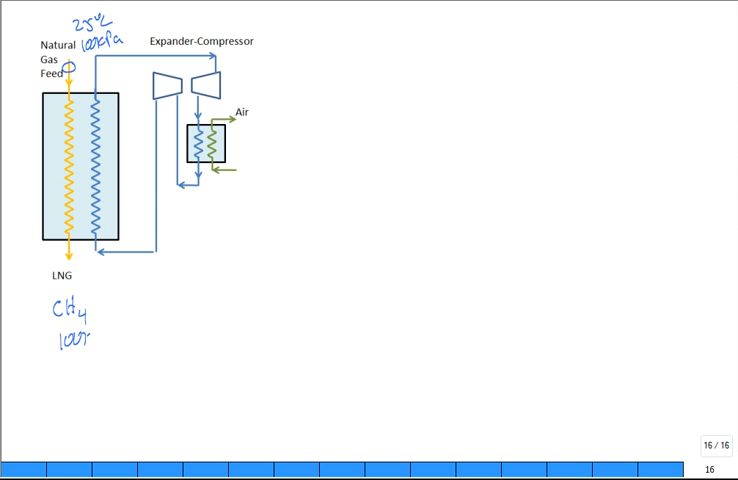 25°C
Natural 100kPa
Gas
Feed
Expander-Compressor
Air
LNG
CH4
16 / 16
16